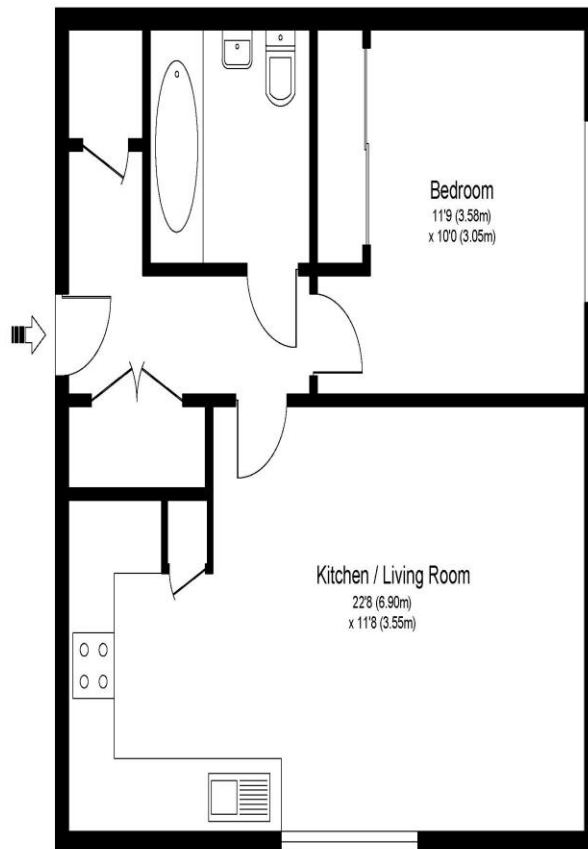 Bedroom
11'9 (3.58m)
x 10'0 (3.05m)
Kitchen / Living Room
22'8 (6.90m)
x 11'8 (3.55m)